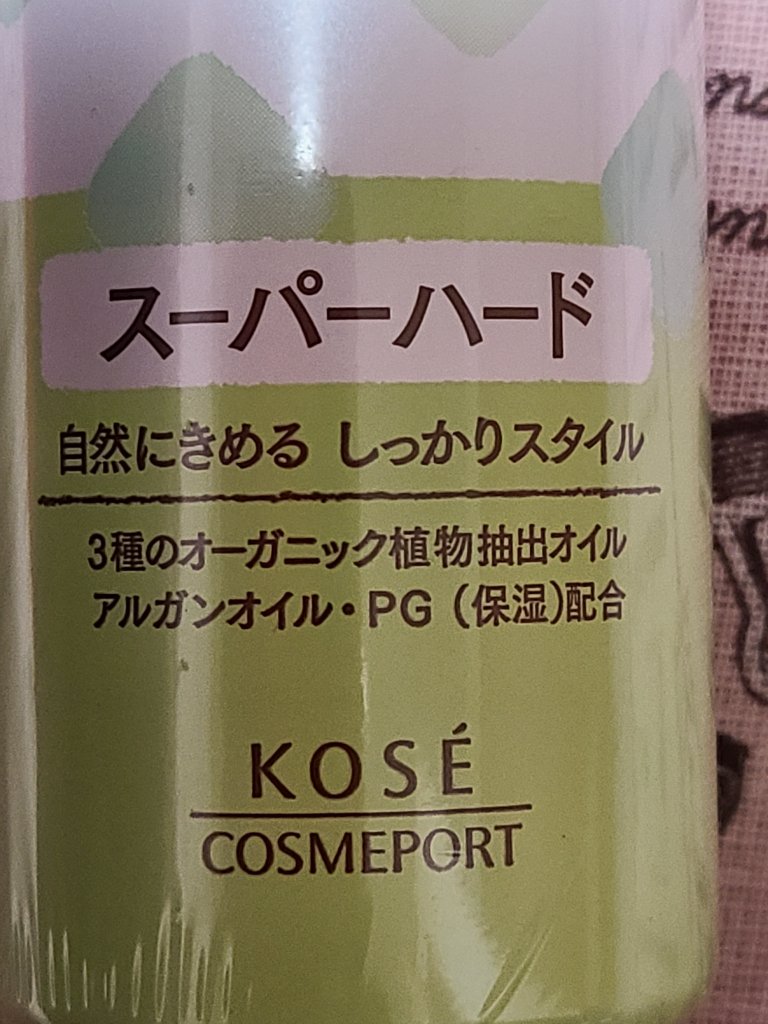 スーパーハード
自然にきめる しっかりスタイル
3種のオーガニック植物抽出オイル
アルガンオイル・PG（保湿）配合
KOSÉ
COSMEPORT